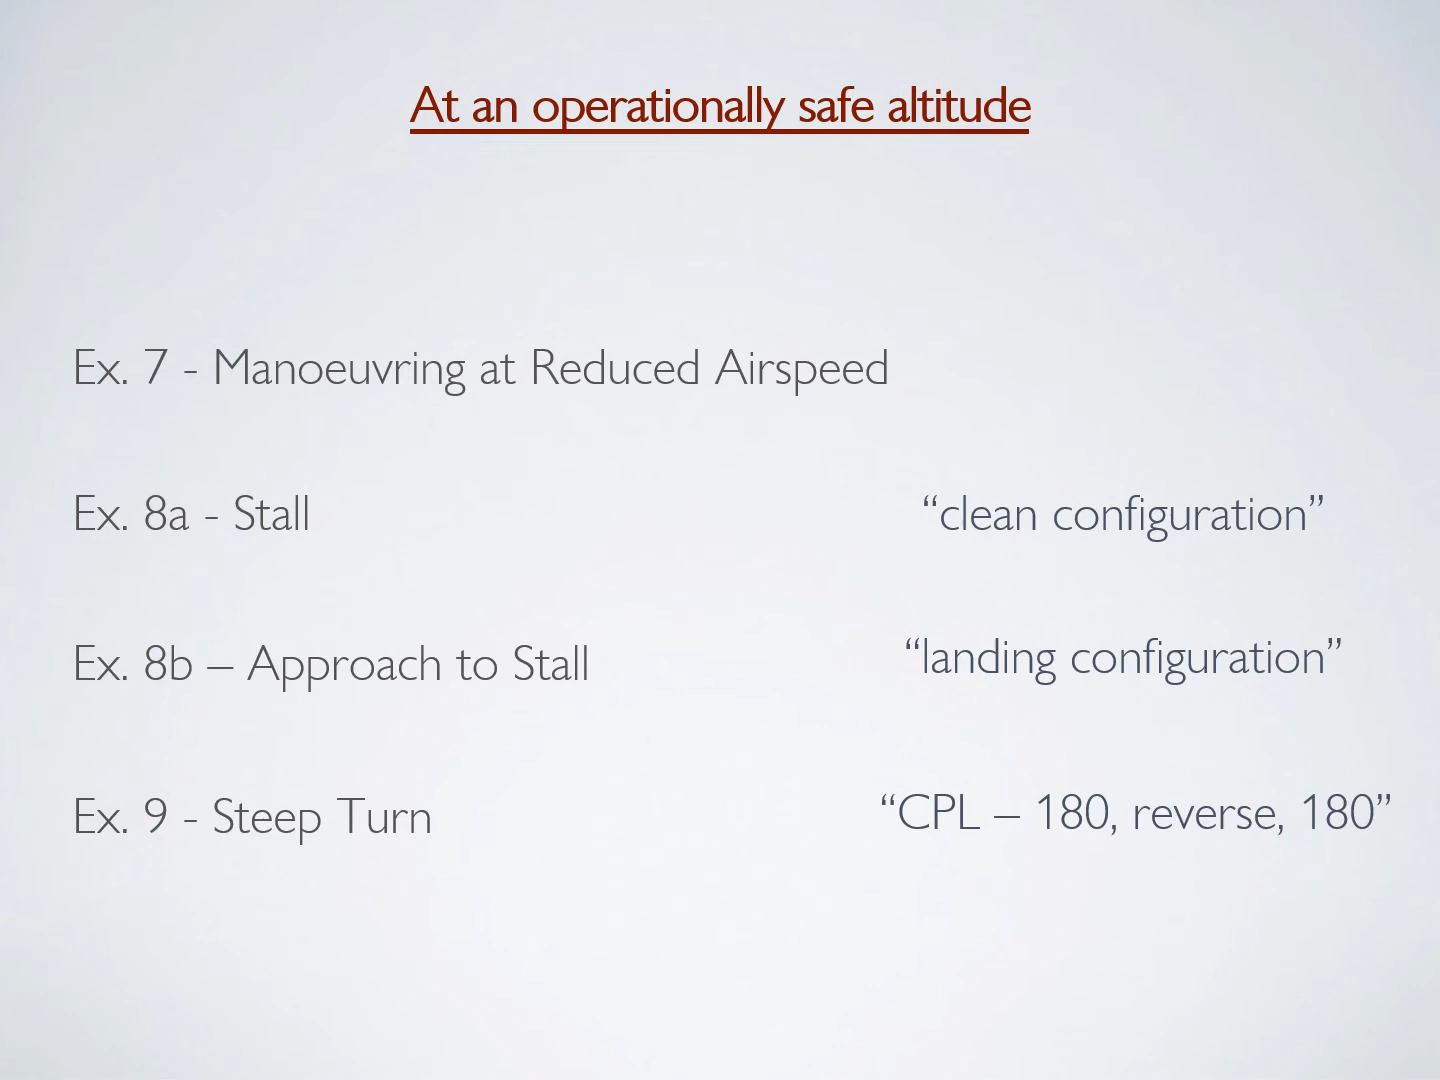 At an operationally safe altitude
Ex. 7 - Manoeuvring at Reduced Airspeed
Ex. 8a - Stall “clean configuration”
Ex. 8b – Approach to Stall “landing configuration”
Ex. 9 - Steep Turn “CPL – 180, reverse, 180”